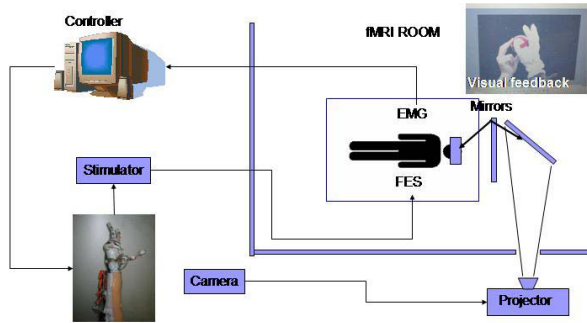 Controller
fMRI ROOM
Visual feedback
Mirrors
EMG
FES
Stimulator
Camera
Projector